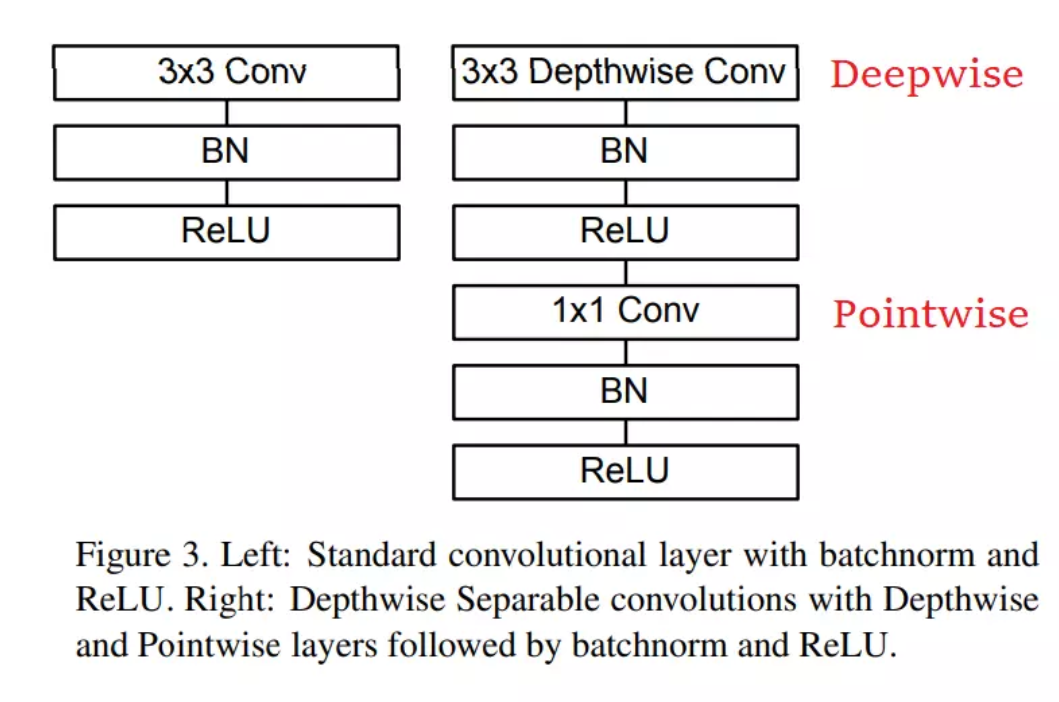 3x3 Conv
BN
ReLU
3x3 Depthwise Conv
Deepwise
BN
ReLU
1x1 Conv
Pointwise
BN
ReLU
Figure 3. Left: Standard convolutional layer with batchnorm and
ReLU. Right: Depthwise Separable convolutions with Depthwise
and Pointwise layers followed by batchnorm and ReLU.